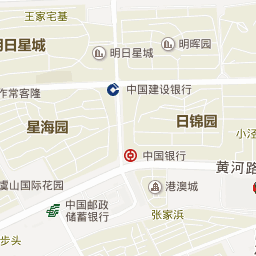 王家宅基
明日星城
明日星城
明晖园
作常客隆
中国建设银行
星海园
日锦园
小泾
中国银行
黄河路
虞山国际花园
港澳城
中国邮政
储蓄银行
张家浜
步头